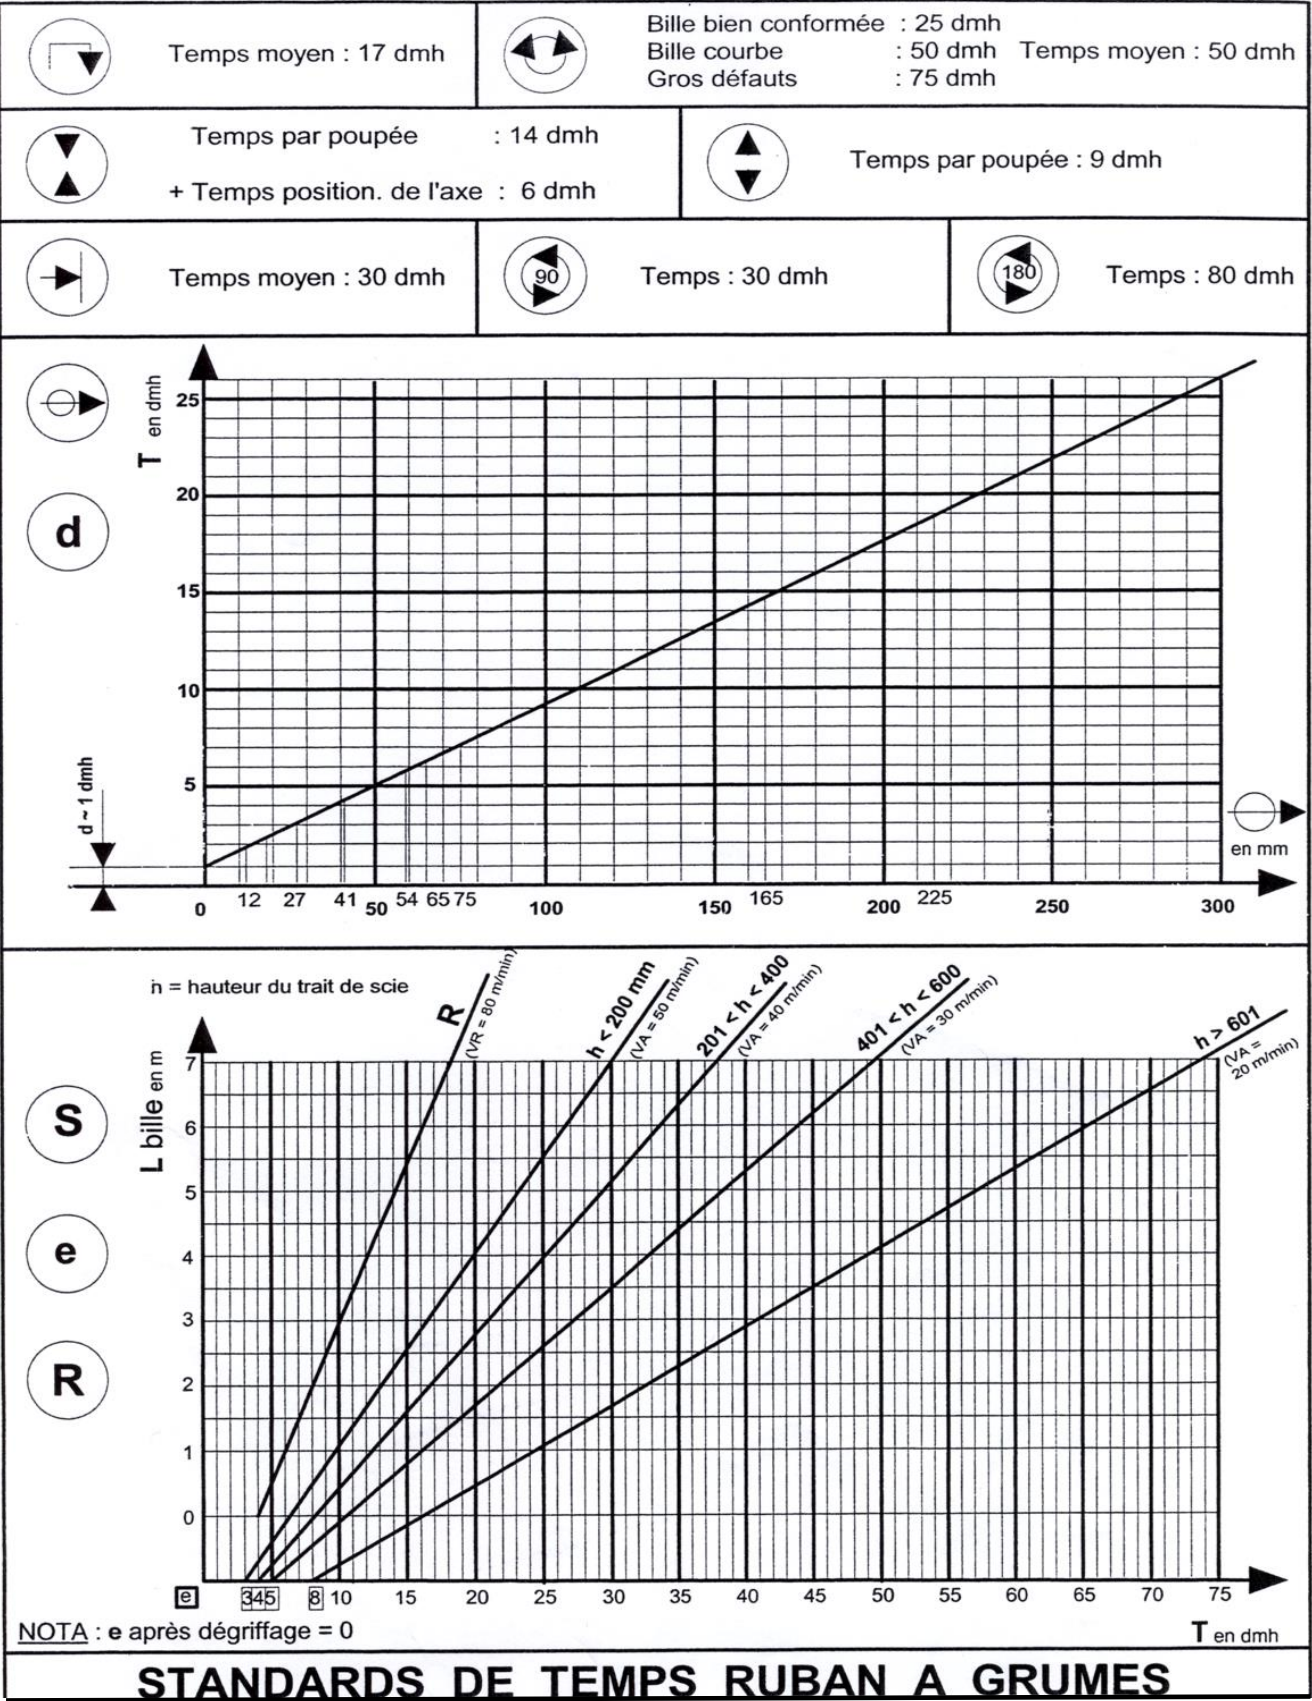 Temps moyen : 17 dmh
Bille bien conformée : 25 dmh
Bille courbe : 50 dmh Temps moyen : 50 dmh
Gros défauts : 75 dmh
Temps par poupée : 14 dmh
+ Temps position. de l'axe : 6 dmh
Temps par poupée : 9 dmh
Temps moyen : 30 dmh
90
Temps : 30 dmh
180
Temps : 80 dmh
T en dmh
25
20
15
10
5
d
d ~ 1 dmh
en mm
0 12 27 41 50 54 65 75 100 150 165 200 225 250 300
h = hauteur du trait de scie
R
(VR = 80 m/min)
h < 200 mm
(VA = 50 m/min)
201 < h < 400
(VA = 40 m/min)
401 < h < 600
(VA = 30 m/min)
h > 601
(VA =
20 m/min)
S
e
R
L bille en m
7
6
5
4
3
2
1
0
e 3 4 5 8 10 15 20 25 30 35 40 45 50 55 60 65 70 75
NOTA : e après dégriffage = 0
T en dmh
STANDARDS DE TEMPS RUBAN A GRUMES